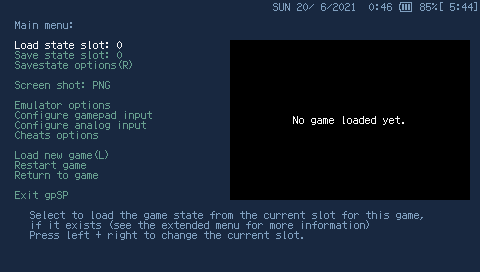 SUN 20/ 6/2021  0:46 85%[ 5:44]
Main menu:
Load state slot: 0
Save state slot: 0
Savestate options(R)
Screen shot: PNG
Emulator options
Configure gamepad input
Configure analog input
Cheats options
Load new game(L)
Restart game
Return to game
Exit gpSP
No game loaded yet.
Select to load the game state from the current slot for this game,
if it exists (see the extended menu for more information)
Press left + right to change the current slot.